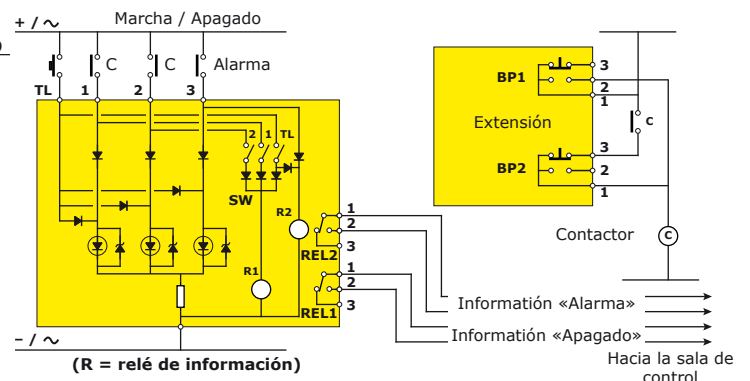 + / ∿
Marcha / Apagado
C
C
Alarma
TL
1
2
3
2 1 TL
SW
R2
R1
1
2
3
REL2
1
2
3
REL1
– / ∿
(R = relé de información)
BP1
3
2
1
Extensión
C
BP2
3
2
1
Contactor
C
Informatión «Alarma»
Informatión «Apagado»
Hacia la sala de
control